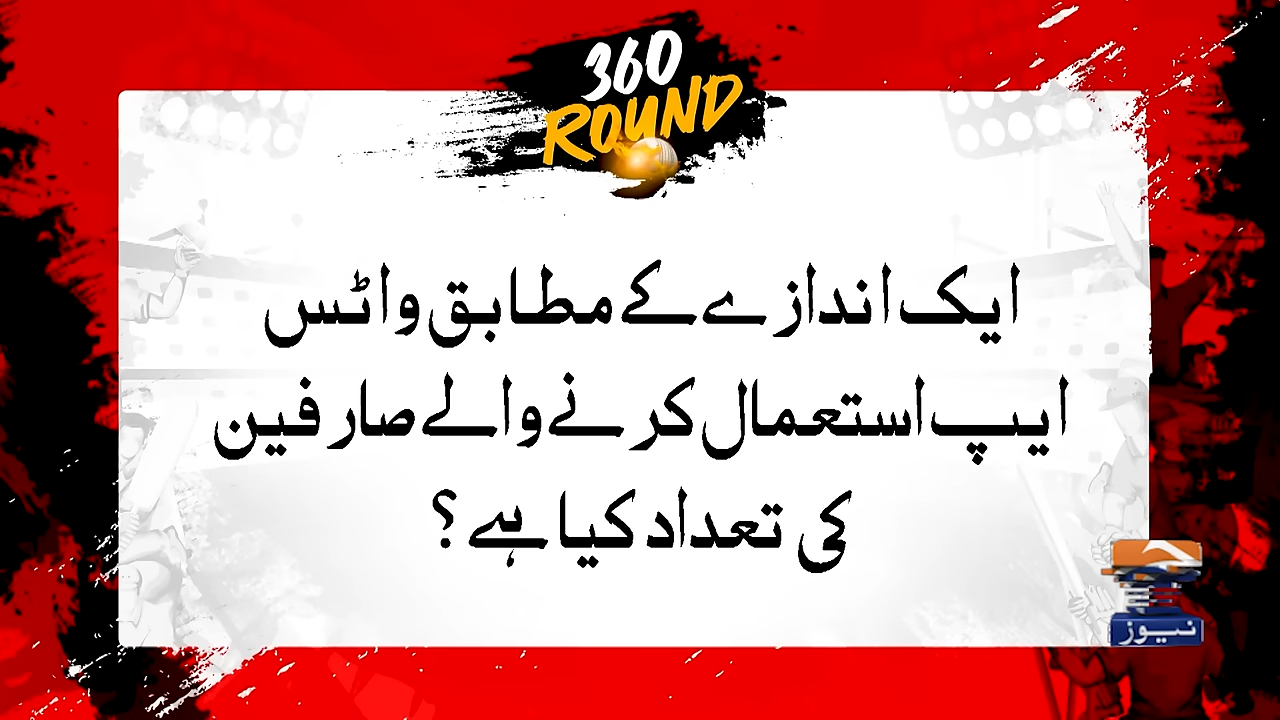 360
ROUND
ایک اندازے کے مطابق واٹس
ایپ استعمال کرنے والے صارفین
کی تعداد کیا ہے؟
نیوز